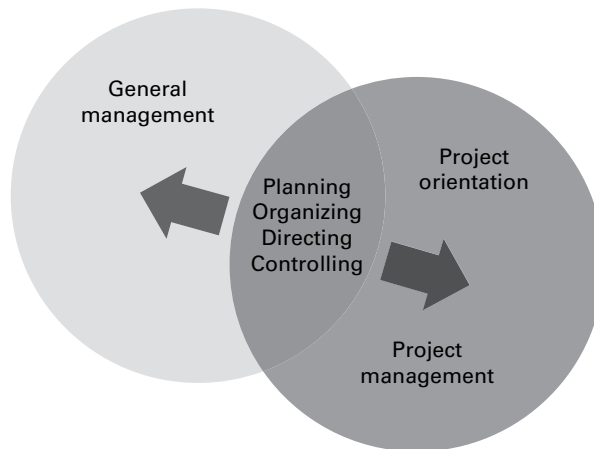 General
management
Planning
Organizing
Directing
Controlling
Project
orientation
Project
management